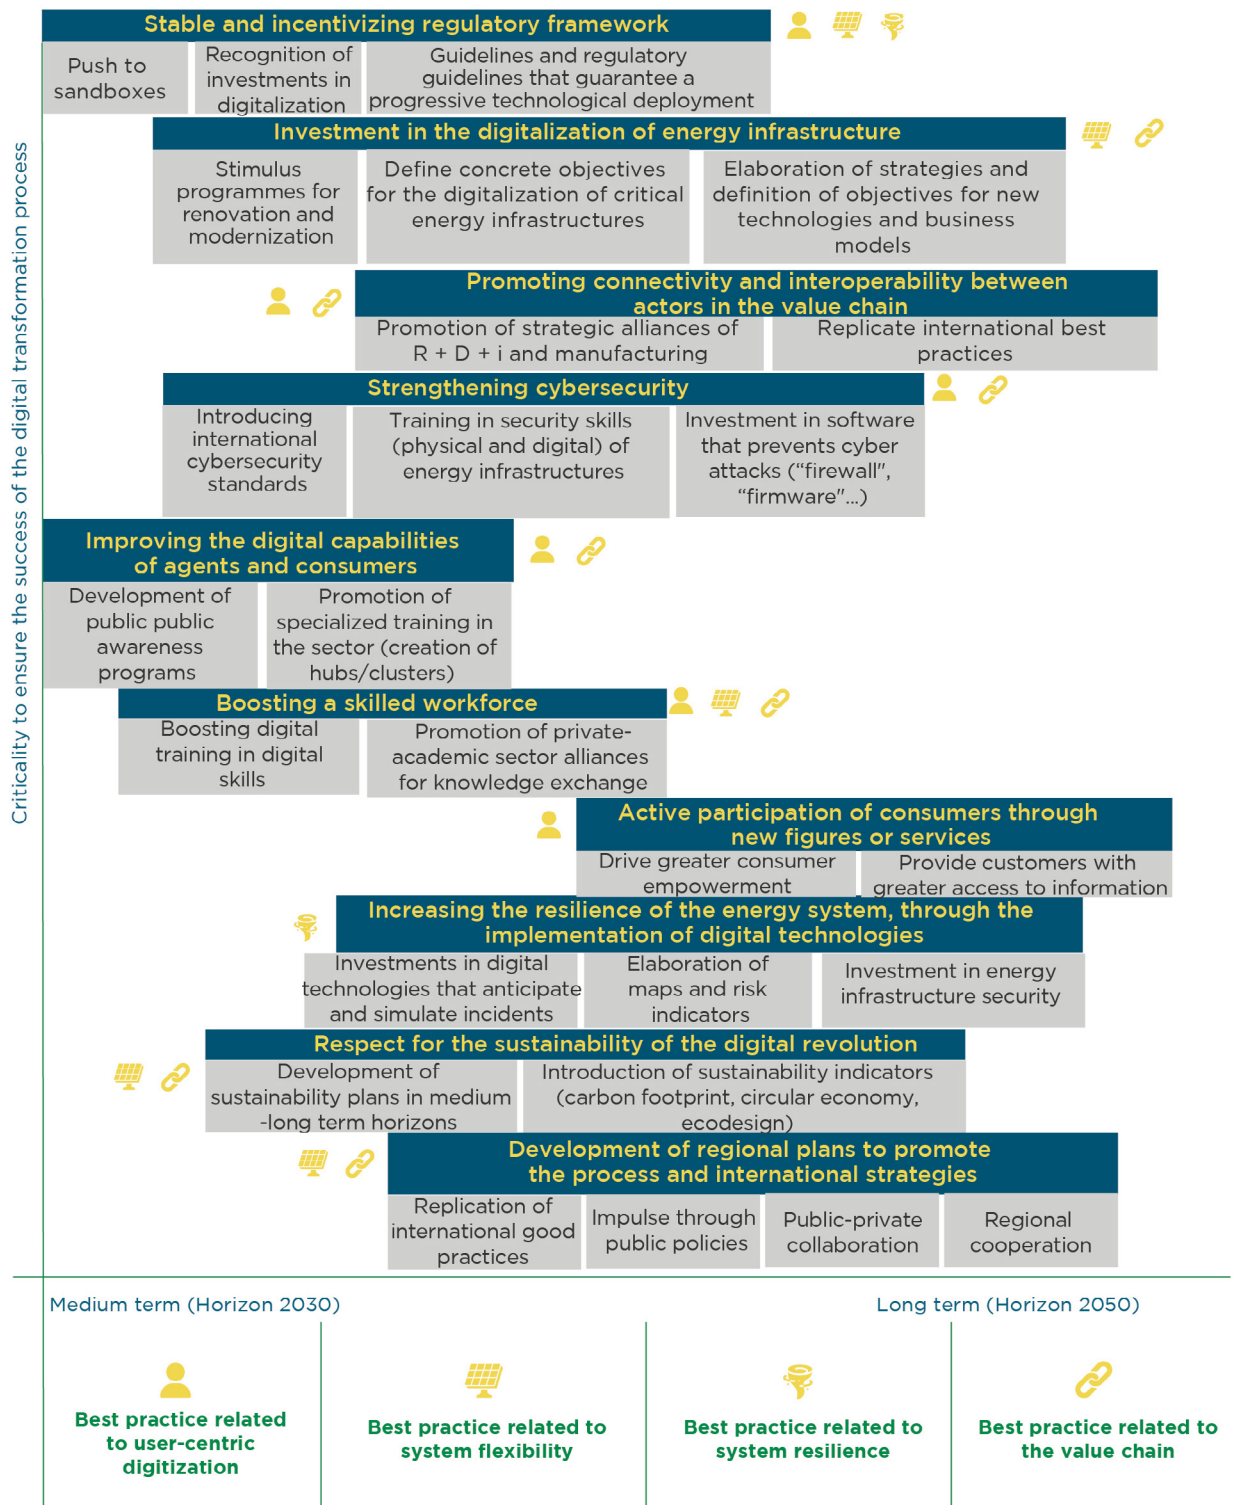 Criticality to ensure the success of the digital transformation process
Stable and incentivizing regulatory framework
Push to
sandboxes
Recognition of
investments in
digitalization
Guidelines and regulatory
guidelines that guarantee a
progressive technological deployment
Investment in the digitalization of energy infrastructure
Stimulus
programmes for
renovation and
modernization
Define concrete objectives
for the digitalization of critical
energy infrastructures
Elaboration of strategies and
definition of objectives for new
technologies and business
models
Promoting connectivity and interoperability between
actors in the value chain
Promotion of strategic alliances of
R + D + i and manufacturing
Replicate international best
practices
Strengthening cybersecurity
Introducing
international
cybersecurity
standards
Training in security skills
(physical and digital) of
energy infrastructures
Investment in software
that prevents cyber
attacks (“firewall",
“firmware"...)
Improving the digital capabilities
of agents and consumers
Development of
public public
awareness
programs
Promotion of
specialized training in
the sector (creation of
hubs/clusters)
Boosting a skilled workforce
Boosting digital
training in digital
skills
Promotion of private-
academic sector alliances
for knowledge exchange
Active participation of consumers through
new figures or services
Drive greater consumer
empowerment
Provide customers with
greater access to information
Increasing the resilience of the energy system, through the
implementation of digital technologies
Investments in digital
technologies that anticipate
and simulate incidents
Elaboration of
maps and risk
indicators
Investment in energy
infrastructure security
Respect for the sustainability of the digital revolution
Development of
sustainability plans in medium
-long term horizons
Introduction of sustainability indicators
(carbon footprint, circular economy,
ecodesign)
Development of regional plans to promote
the process and international strategies
Replication of
international good
practices
Impulse through
public policies
Public-private
collaboration
Regional
cooperation
Medium term (Horizon 2030)
Long term (Horizon 2050)
Best practice related
to user-centric
digitization
Best practice related to
system flexibility
Best practice related to
system resilience
Best practice related to
the value chain